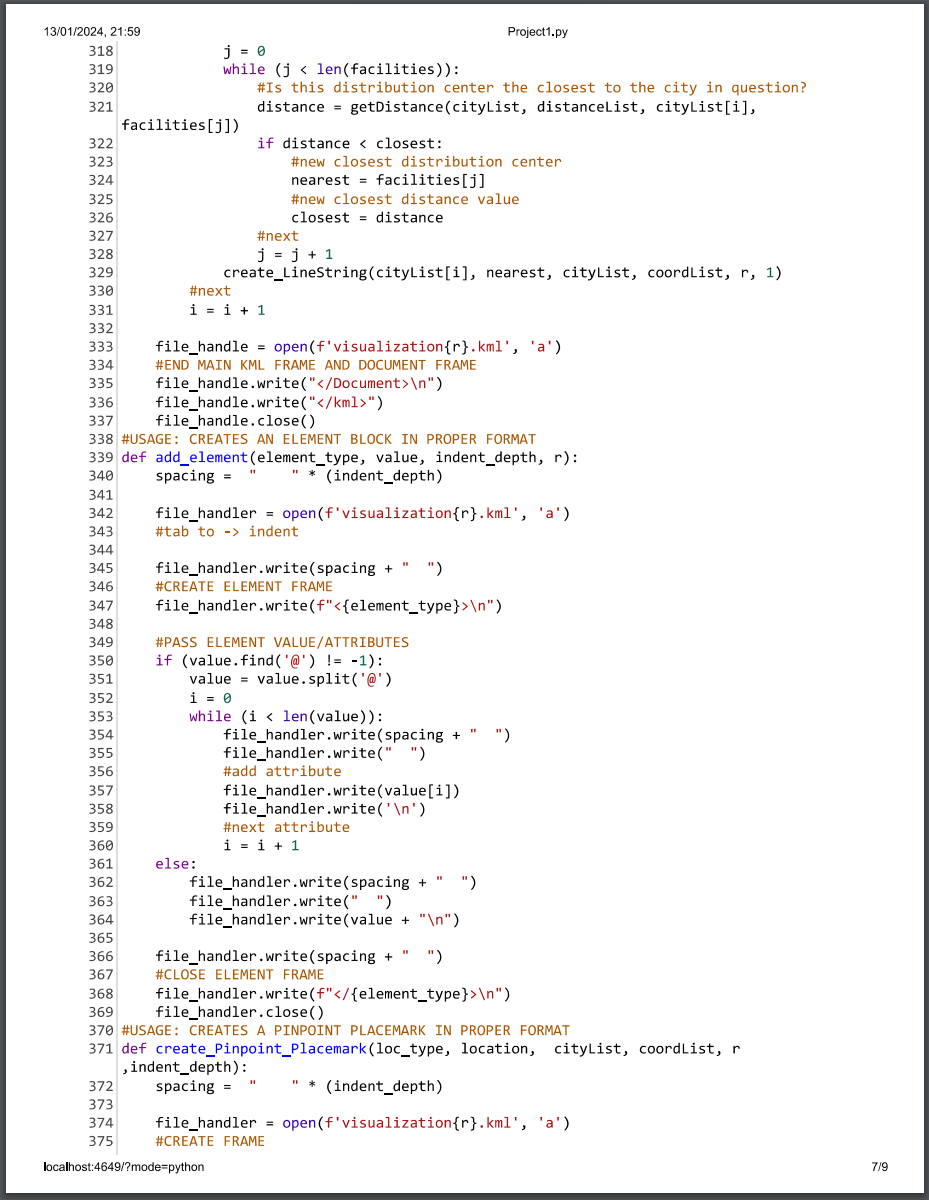 13/01/2024, 21:59 Project1.py
318 j = 0
319 while (j < len(facilities)):
320 #Is this distribution center the closest to the city in question?
321 distance = getDistance(cityList, distanceList, cityList[i],
facilities[j])
322 if distance < closest:
323 #new closest distribution center
324 nearest = facilities[j]
325 #new closest distance value
326 closest = distance
327 #next
328 j = j + 1
329 create_LineString(cityList[i], nearest, cityList, coordList, r, 1)
330 #next
331 i = i + 1
332
333 file_handle = open(f'visualization{r}.kml', 'a')
334 #END MAIN KML FRAME AND DOCUMENT FRAME
335 file_handle.write("</Document>\n")
336 file_handle.write("</kml>")
337 file_handle.close()
338 #USAGE: CREATES AN ELEMENT BLOCK IN PROPER FORMAT
339 def add_element(element_type, value, indent_depth, r):
340 spacing =  "    " * (indent_depth)
341
342 file_handler = open(f'visualization{r}.kml', 'a')
343 #tab to -> indent
344
345 file_handler.write(spacing + "  ")
346 #CREATE ELEMENT FRAME
347 file_handler.write(f"<{element_type}>\n")
348
349 #PASS ELEMENT VALUE/ATTRIBUTES
350 if (value.find('@') != -1):
351 value = value.split('@')
352 i = 0
353 while (i < len(value)):
354 file_handler.write(spacing + "  ")
355 file_handler.write("  ")
356 #add attribute
357 file_handler.write(value[i])
358 file_handler.write('\n')
359 #next attribute
360 i = i + 1
361 else:
362 file_handler.write(spacing + "  ")
363 file_handler.write("  ")
364 file_handler.write(value + "\n")
365
366 file_handler.write(spacing + "  ")
367 #CLOSE ELEMENT FRAME
368 file_handler.write(f"</{element_type}>\n")
369 file_handler.close()
370 #USAGE: CREATES A PINPOINT PLACEMARK IN PROPER FORMAT
371 def create_Pinpoint_Placemark(loc_type, location,  cityList, coordList, r
,indent_depth):
372 spacing =  "    " * (indent_depth)
373
374 file_handler = open(f'visualization{r}.kml', 'a')
375 #CREATE FRAME
localhost:4649/?mode=python 7/9